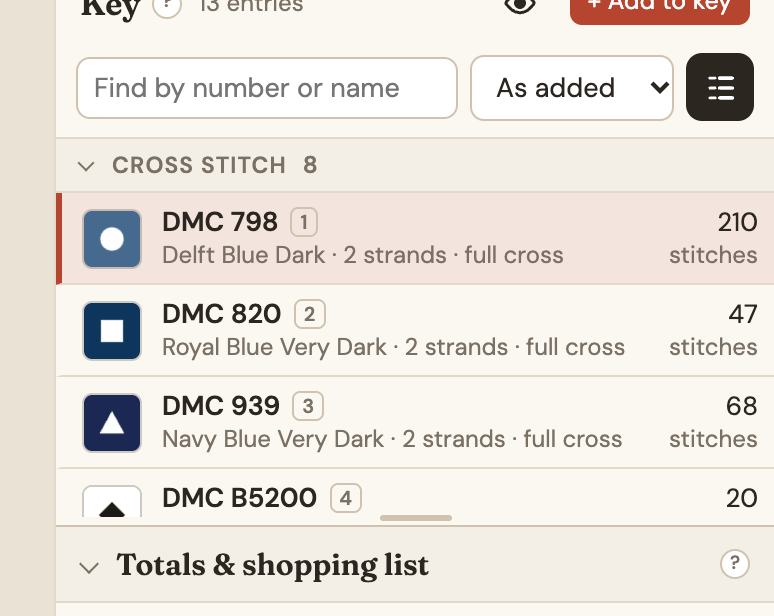 Key ? 13 entries + Add to key
Find by number or name As added
CROSS STITCH 8
DMC 798 1 210
Delft Blue Dark · 2 strands · full cross stitches
DMC 820 2 47
Royal Blue Very Dark · 2 strands · full cross stitches
DMC 939 3 68
Navy Blue Very Dark · 2 strands · full cross stitches
DMC B5200 4 20
Totals & shopping list ?